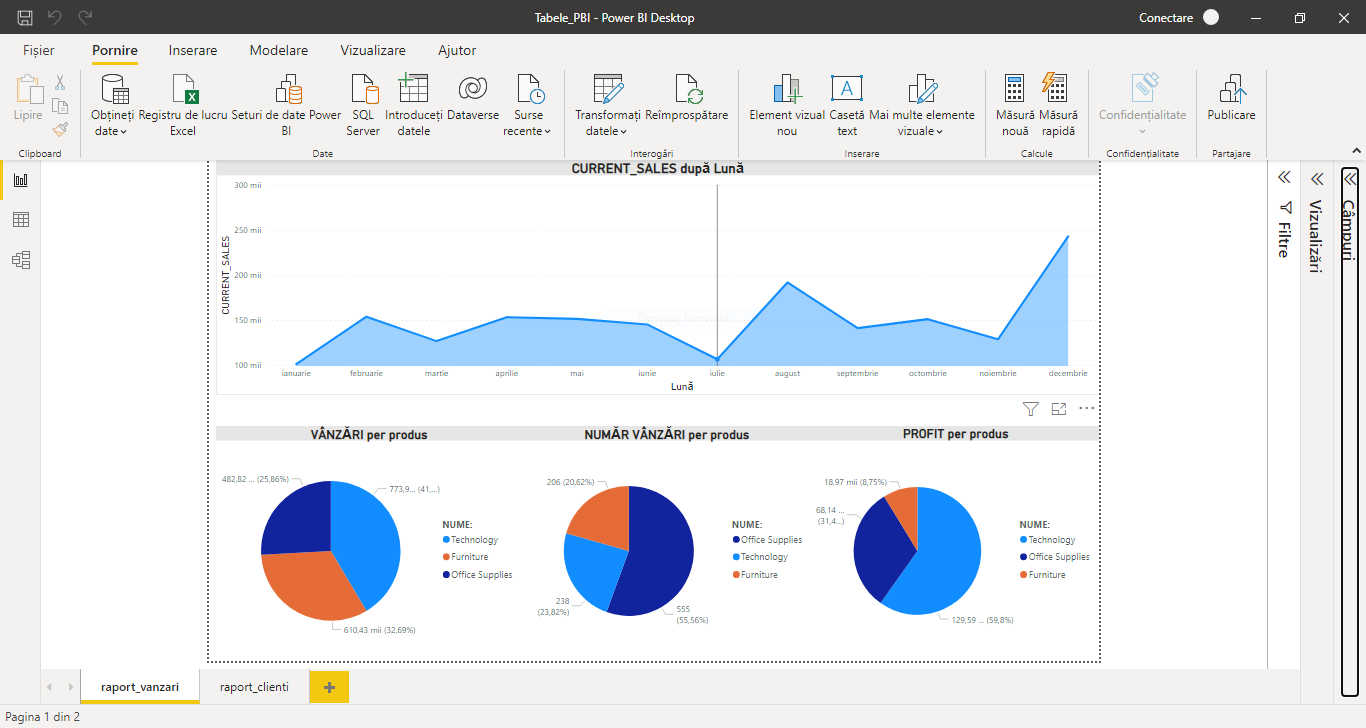 Tabele_PBI - Power BI Desktop
Conectare
Fișier Pornire Inserare Modelare Vizualizare Ajutor
Lipire
Clipboard
Obțineți date
Registru de lucru Excel
Seturi de date Power BI
SQL Server
Introduceți datele
Dataverse
Surse recente
Date
Transformați datele
Reîmprospătare
Interogări
Element vizual nou
A
Casetă text
Mai multe elemente vizuale
Inserare
Măsură nouă
Măsură rapidă
Calcule
Confidențialitate
Confidențialitate
Publicare
Partajare
CURRENT_SALES după Lună
300 mii
250 mii
200 mii
150 mii
100 mii
CURRENT_SALES
ianuarie februarie martie aprilie mai iunie iulie august septembrie octombrie noiembrie decembrie
Lună
Filtre
Vizualizări
Câmpuri
VÂNZĂRI per produs
482,82 ... (25,86%)
773,9... (41,...)
610,43 mii (32,69%)
NUME:
Technology
Furniture
Office Supplies
NUMĂR VÂNZĂRI per produs
206 (20,62%)
238
(23,82%)
555
(55,56%)
NUME:
Office Supplies
Technology
Furniture
PROFIT per produs
18,97 mii (8,75%)
68,14 ...
(31,4...)
129,59 ... (59,8%)
NUME:
Technology
Office Supplies
Furniture
raport_vanzari
raport_clienti
Pagina 1 din 2